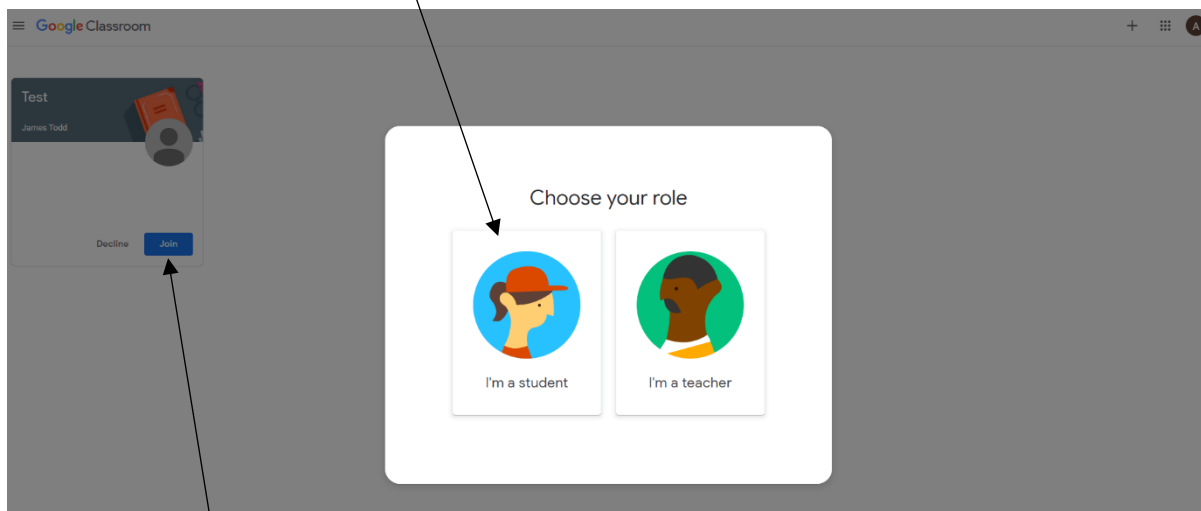 Google Classroom
A
Test
James Todd
Decline Join
Choose your role
I'm a student I'm a teacher